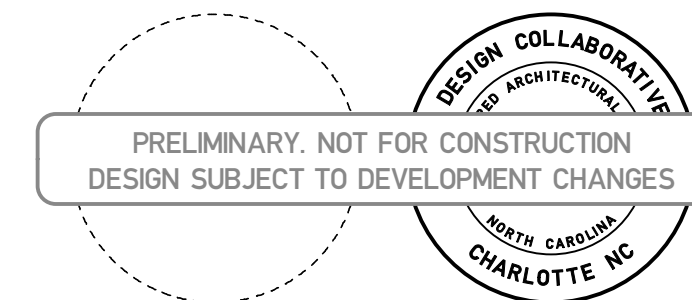 DESIGN COLLABORATIVE
ARCHITECTURAL
PRELIMINARY. NOT FOR CONSTRUCTION
DESIGN SUBJECT TO DEVELOPMENT CHANGES
NORTH CAROLINA
CHARLOTTE NC